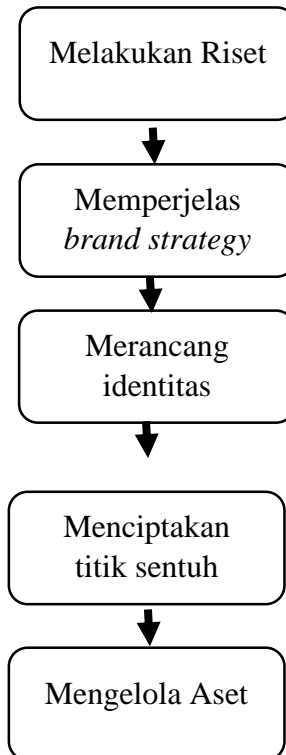 Melakukan Riset
Memperjelas
brand strategy
Merancang
identitas
Menciptakan
titik sentuh
Mengelola Aset